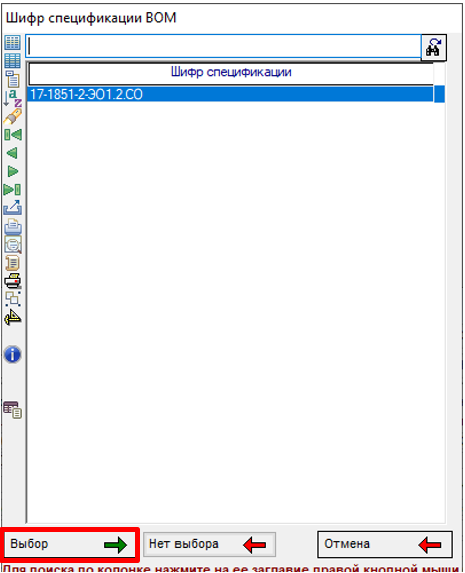 Шифр спецификации BOM
Шифр спецификации
17-1851-2-ЭО1.2.СО
Выбор
Нет выбора
Отмена
Для поиска по колонке нажмите на ее заглавие правой кнопкой мыши